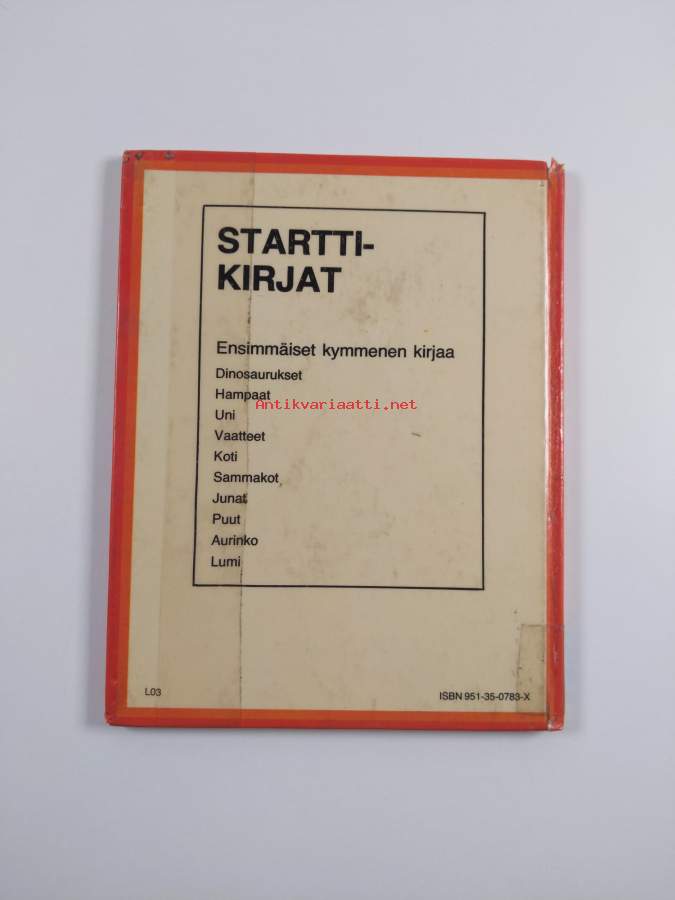 STARTTI-
KIRJAT
Ensimmäiset kymmenen kirjaa
Dinosaurukset
Hampaat
Antikvariaatti.net
Uni
Vaatteet
Koti
Sammakot
Junat
Puut
Aurinko
Lumi
L03
ISBN 951-35-0783-X